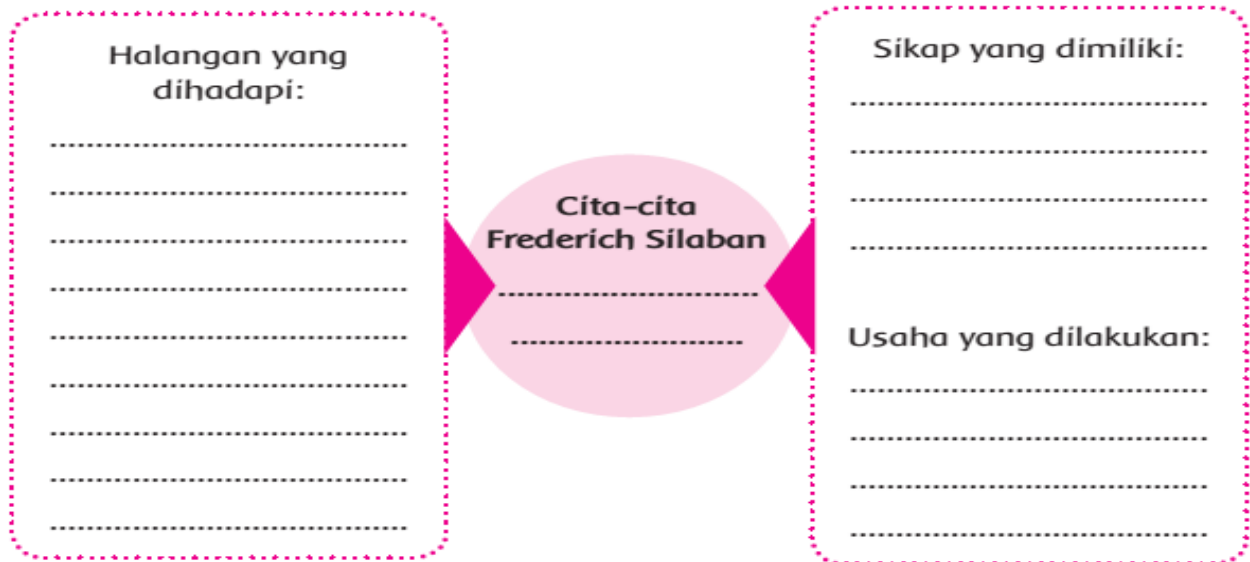 Halangan yang
dihadapi:
Cita-cita
Frederich Silaban
Sikap yang dimiliki:
Usaha yang dilakukan: